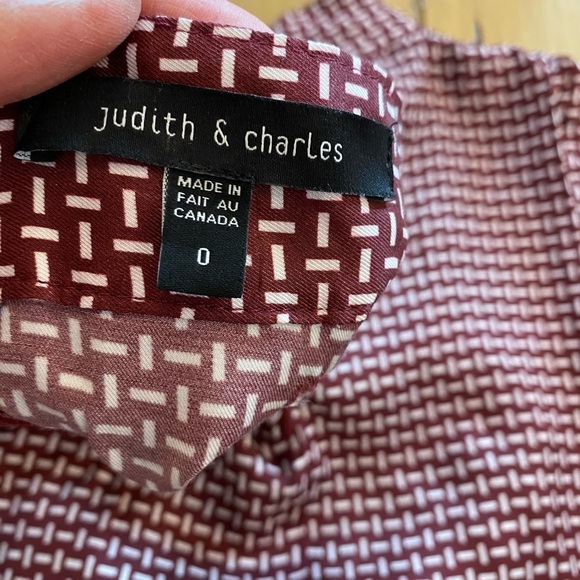 judith & charles
MADE IN
FAIT AU
CANADA
0